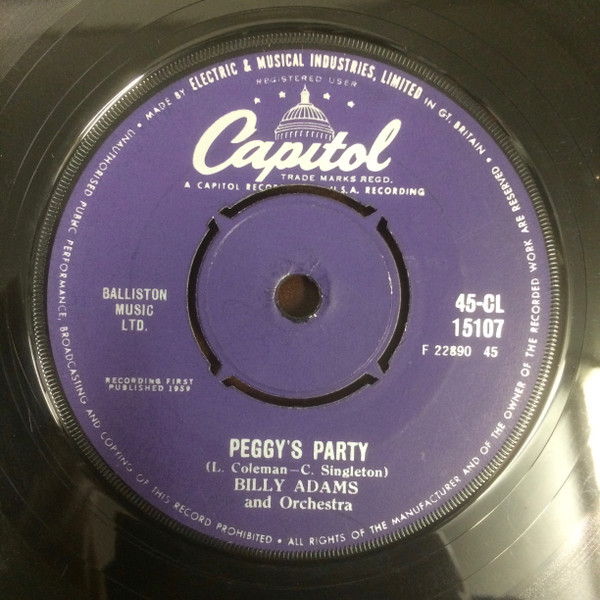 MADE BY ELECTRIC & MUSICAL INDUSTRIES, LIMITED IN GT. BRITAIN •
REGISTERED USER
Capitol
TRADE MARKS REGD.
A CAPITOL U.S.A. RECORDING
BALLISTON
MUSIC
LTD.
45-CL
15107
F 22890 45
RECORDING FIRST
PUBLISHED 1959
PEGGY'S PARTY
(L. Coleman—C. Singleton)
BILLY ADAMS
and Orchestra
• UNAUTHORISED PUBLIC PERFORMANCE, BROADCASTING AND COPYING OF THIS RECORD PROHIBITED • ALL RIGHTS OF THE MANUFACTURER AND OF THE OWNER OF THE RECORDED WORK ARE RESERVED •